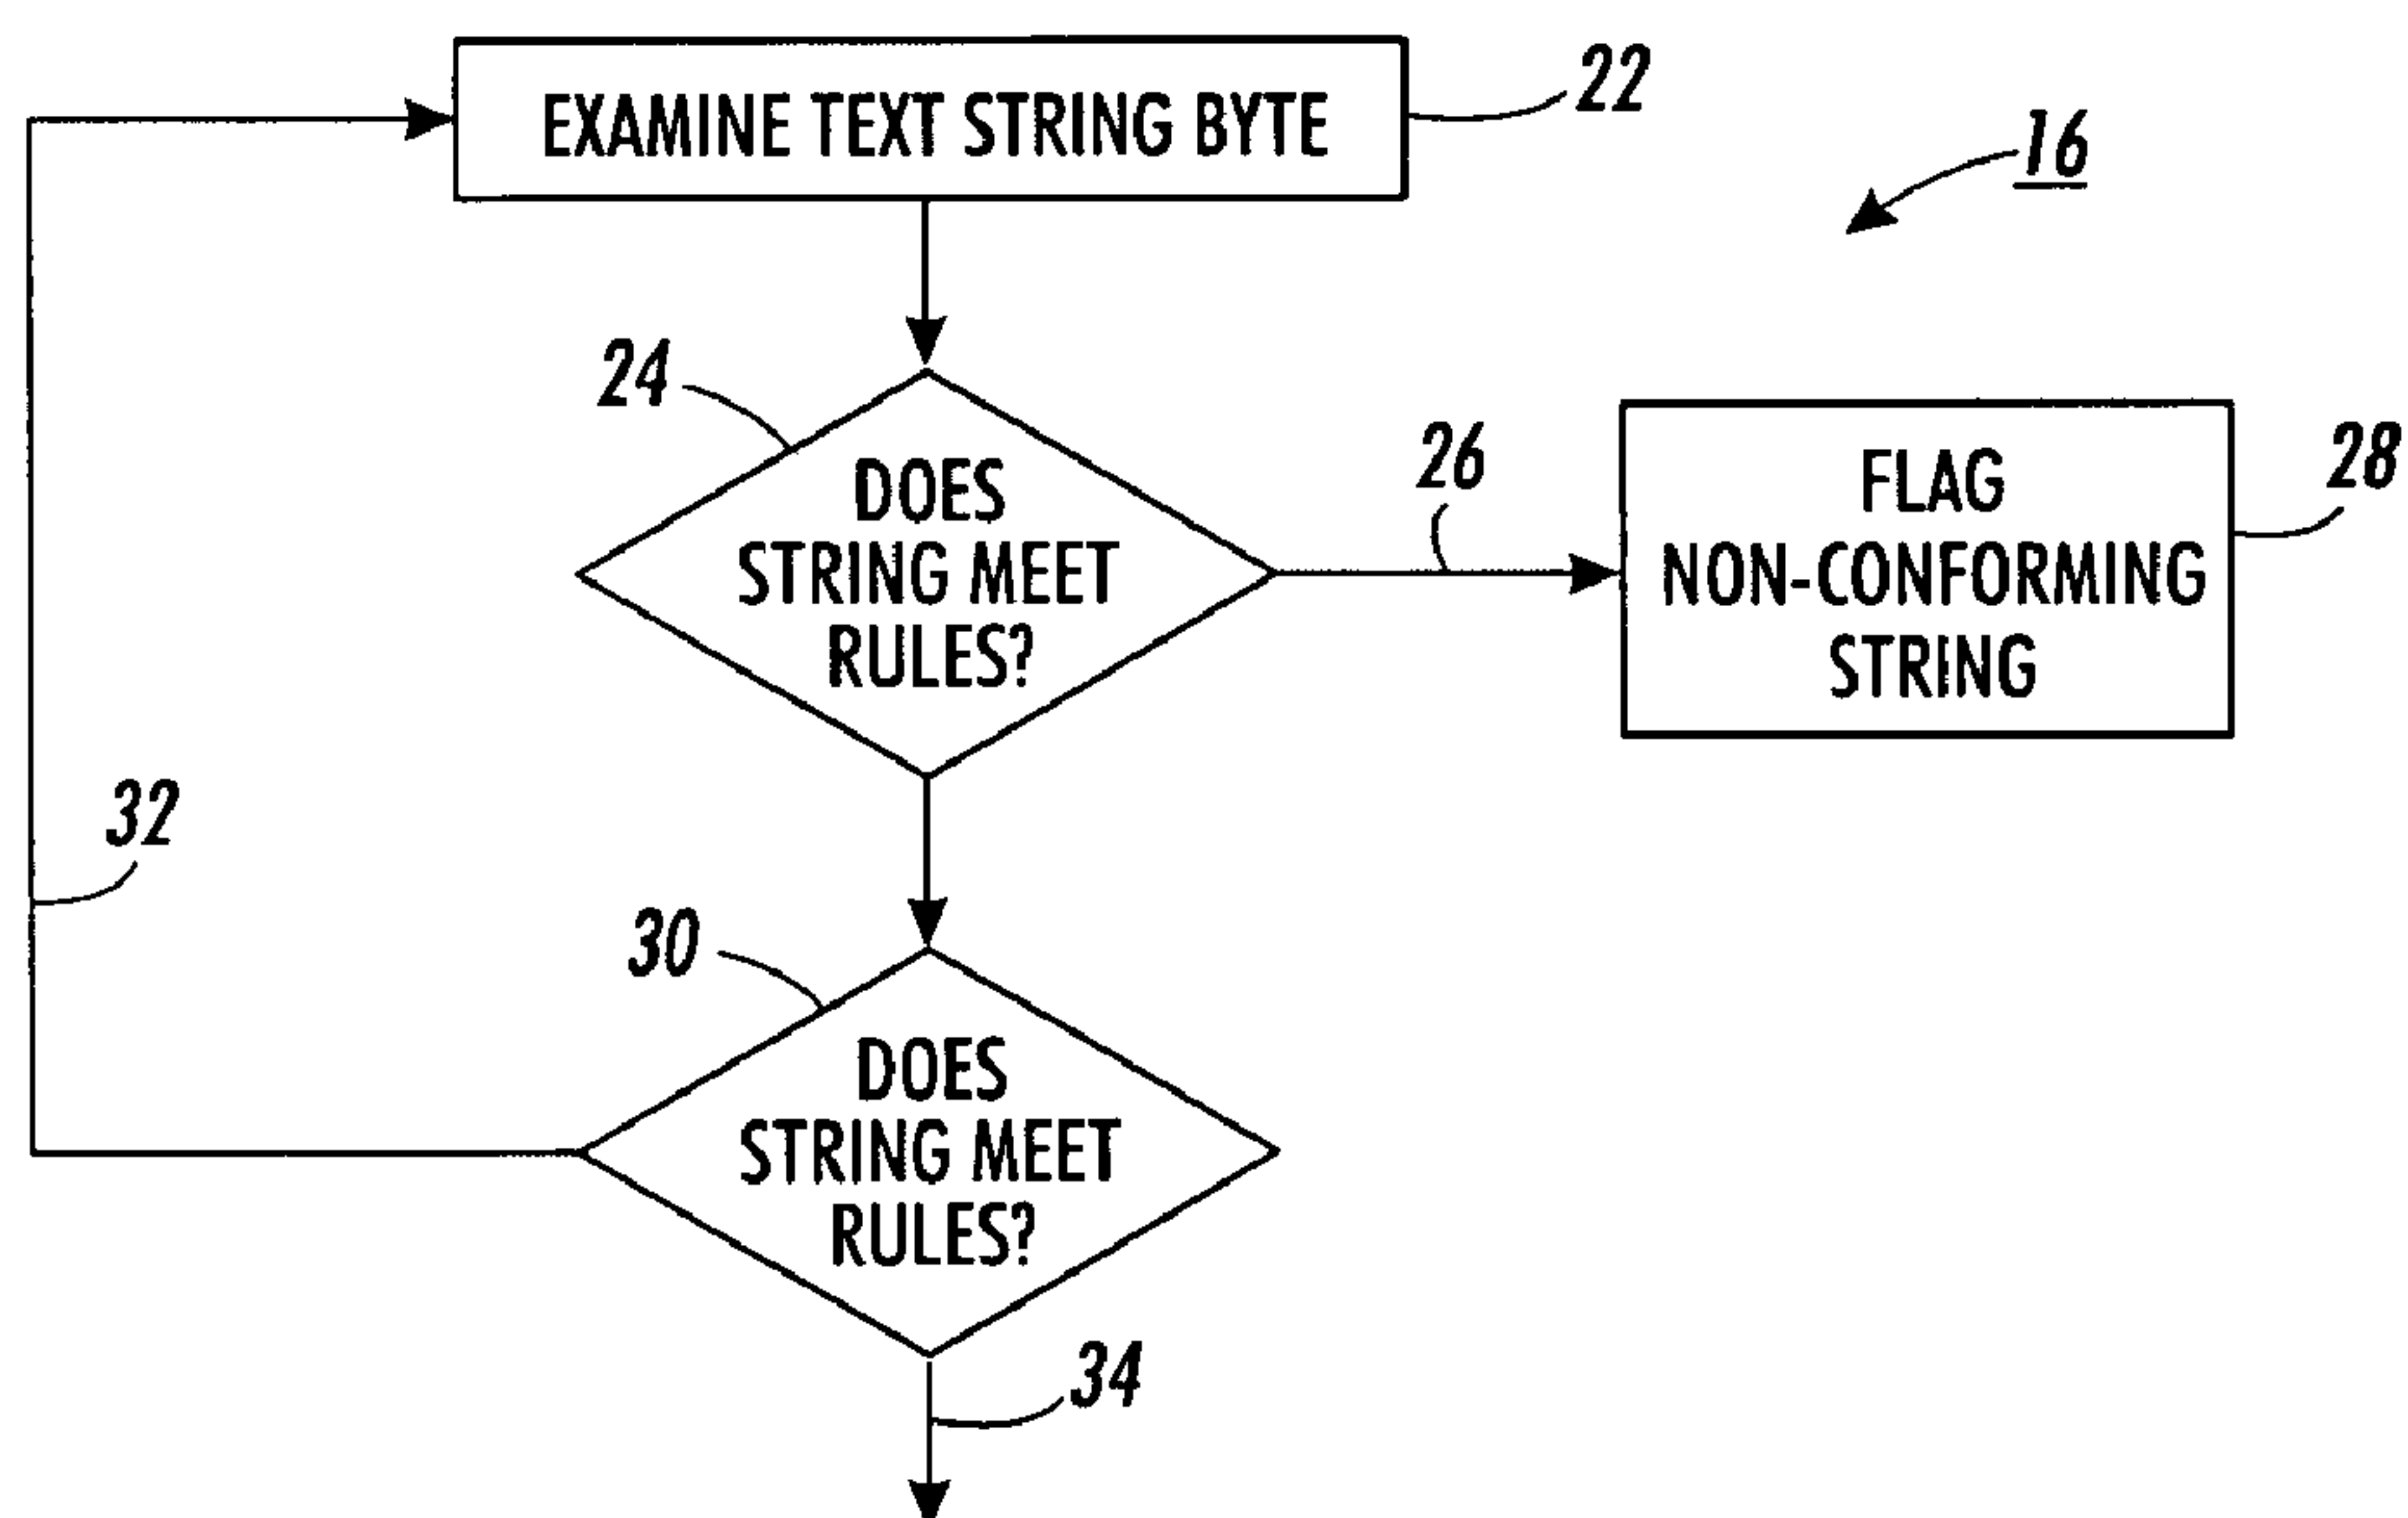 EXAMINE TEXT STRING BYTE
22
16
24
DOES
STRING MEET
RULES?
26
FLAG
NON-CONFORMING
STRING
28
32
30
DOES
STRING MEET
RULES?
34